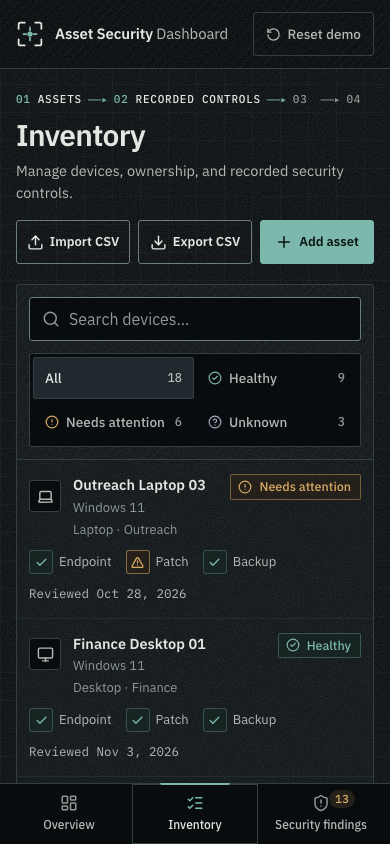 Asset Security Dashboard
Reset demo
01 ASSETS → 02 RECORDED CONTROLS → 03 → 04
Inventory
Manage devices, ownership, and recorded security
controls.
Import CSV
Export CSV
Add asset
Search devices...
All 18
Healthy 9
Needs attention 6
Unknown 3
Outreach Laptop 03
Needs attention
Windows 11
Laptop · Outreach
Endpoint Patch Backup
Reviewed Oct 28, 2026
Finance Desktop 01
Healthy
Windows 11
Desktop · Finance
Endpoint Patch Backup
Reviewed Nov 3, 2026
Overview
Inventory
13
Security findings